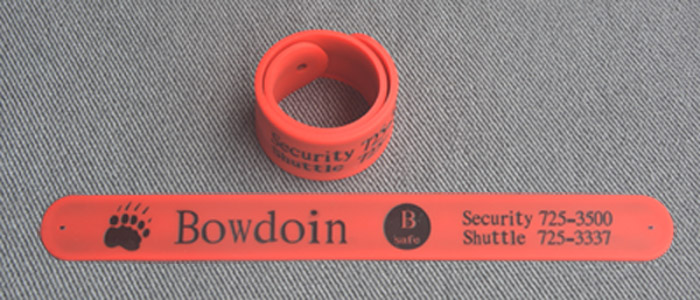 Security
Shuttle
Bowdoin
B
safe
Security 725-3500
Shuttle 725-3337